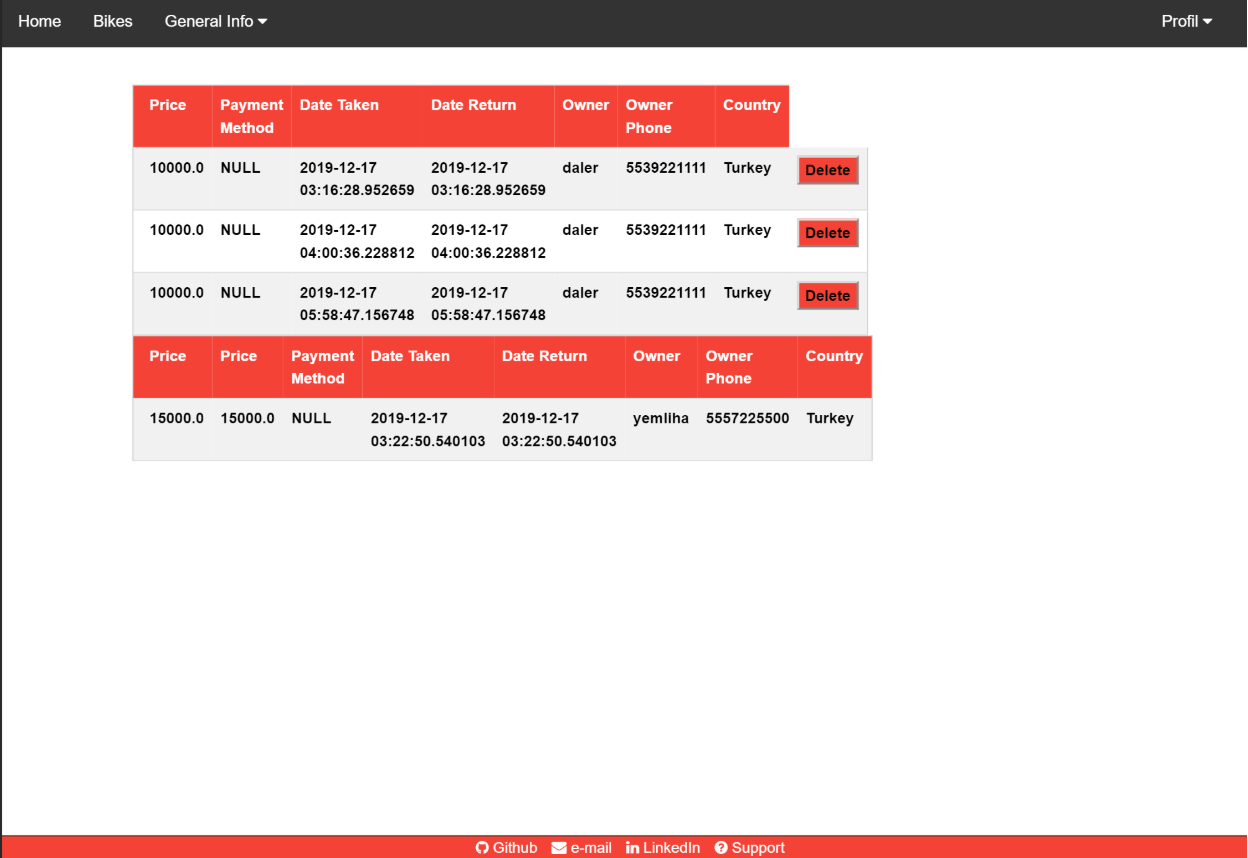 Home Bikes General Info Profil
Price Payment Date Taken Date Return Owner Owner Country
Method Phone
10000.0 NULL 2019-12-17 2019-12-17 daler 5539221111 Turkey Delete
03:16:28.952659 03:16:28.952659
10000.0 NULL 2019-12-17 2019-12-17 daler 5539221111 Turkey Delete
04:00:36.228812 04:00:36.228812
10000.0 NULL 2019-12-17 2019-12-17 daler 5539221111 Turkey Delete
05:58:47.156748 05:58:47.156748
Price Price Payment Date Taken Date Return Owner Owner Country
Method Phone
15000.0 15000.0 NULL 2019-12-17 2019-12-17 yemliha 5557225500 Turkey
03:22:50.540103 03:22:50.540103
Github e-mail LinkedIn Support